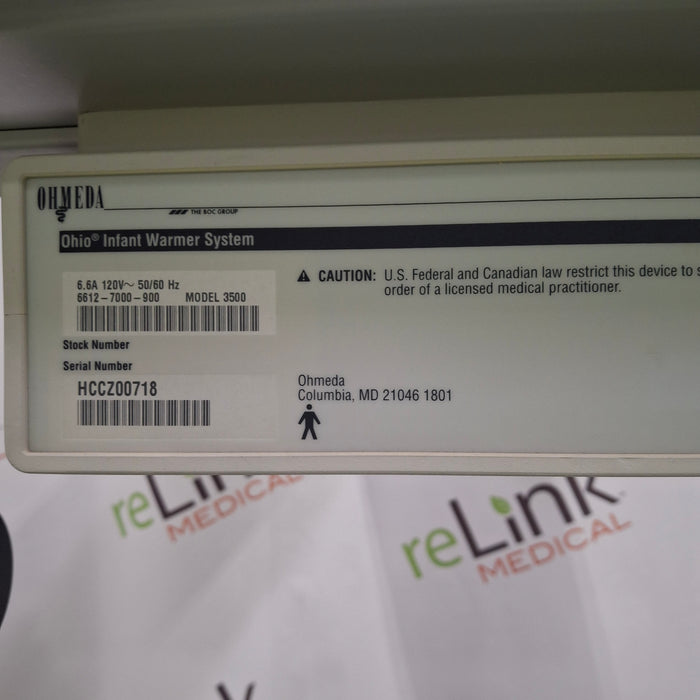 OHMEDA
THE BOC GROUP
Ohio® Infant Warmer System
6.6A 120V~ 50/60 Hz
6612-7000-900 MODEL 3500
Stock Number
Serial Number
HCCZ00718
CAUTION: U.S. Federal and Canadian law restrict this device to s
order of a licensed medical practitioner.
Ohmeda
Columbia, MD 21046 1801
reLink
MEDICAL
reLink
MEDICAL